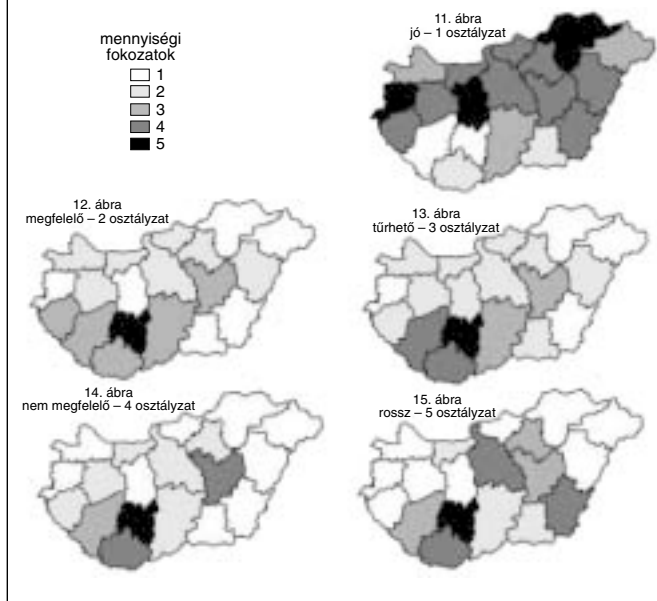 mennyiségi
fokozatok
1
2
3
4
5
11. ábra
jó – 1 osztályzat
12. ábra
megfelelő – 2 osztályzat
13. ábra
tűrhető – 3 osztályzat
14. ábra
nem megfelelő – 4 osztályzat
15. ábra
rossz – 5 osztályzat